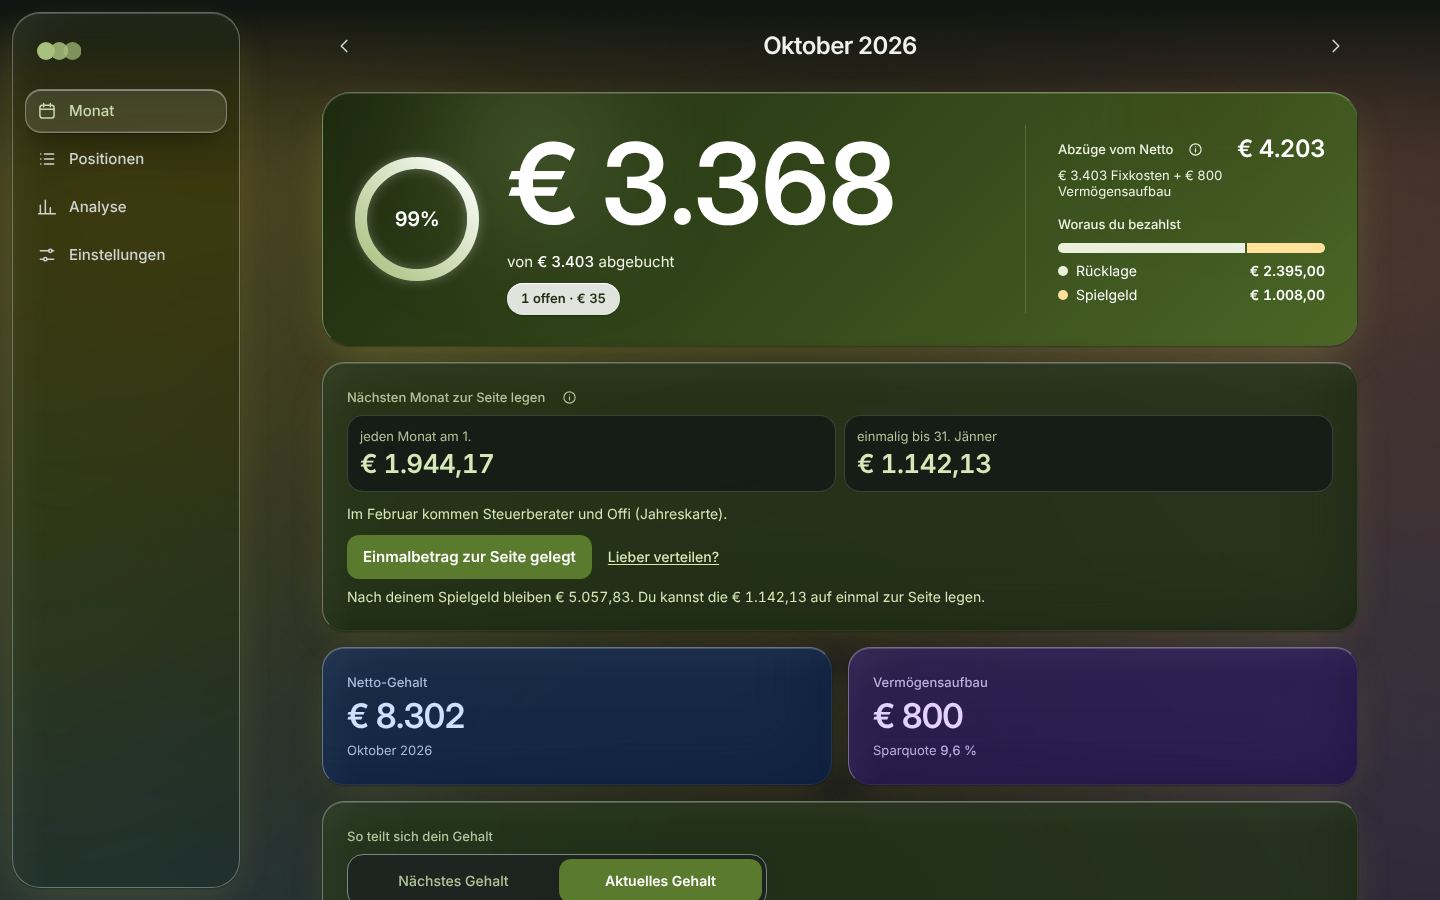 Oktober 2026
Monat
Positionen
Analyse
Einstellungen
99%
€ 3.368
von € 3.403 abgebucht
1 offen · € 35
Abzüge vom Netto
€ 4.203
€ 3.403 Fixkosten + € 800
Vermögensaufbau
Woraus du bezahlst
Rücklage € 2.395,00
Spielgeld € 1.008,00
Nächsten Monat zur Seite legen
jeden Monat am 1.
€ 1.944,17
einmalig bis 31. Jänner
€ 1.142,13
Im Februar kommen Steuerberater und Offi (Jahreskarte).
Einmalbetrag zur Seite gelegt
Lieber verteilen?
Nach deinem Spielgeld bleiben € 5.057,83. Du kannst die € 1.142,13 auf einmal zur Seite legen.
Netto-Gehalt
€ 8.302
Oktober 2026
Vermögensaufbau
€ 800
Sparquote 9,6 %
So teilt sich dein Gehalt
Nächstes Gehalt
Aktuelles Gehalt